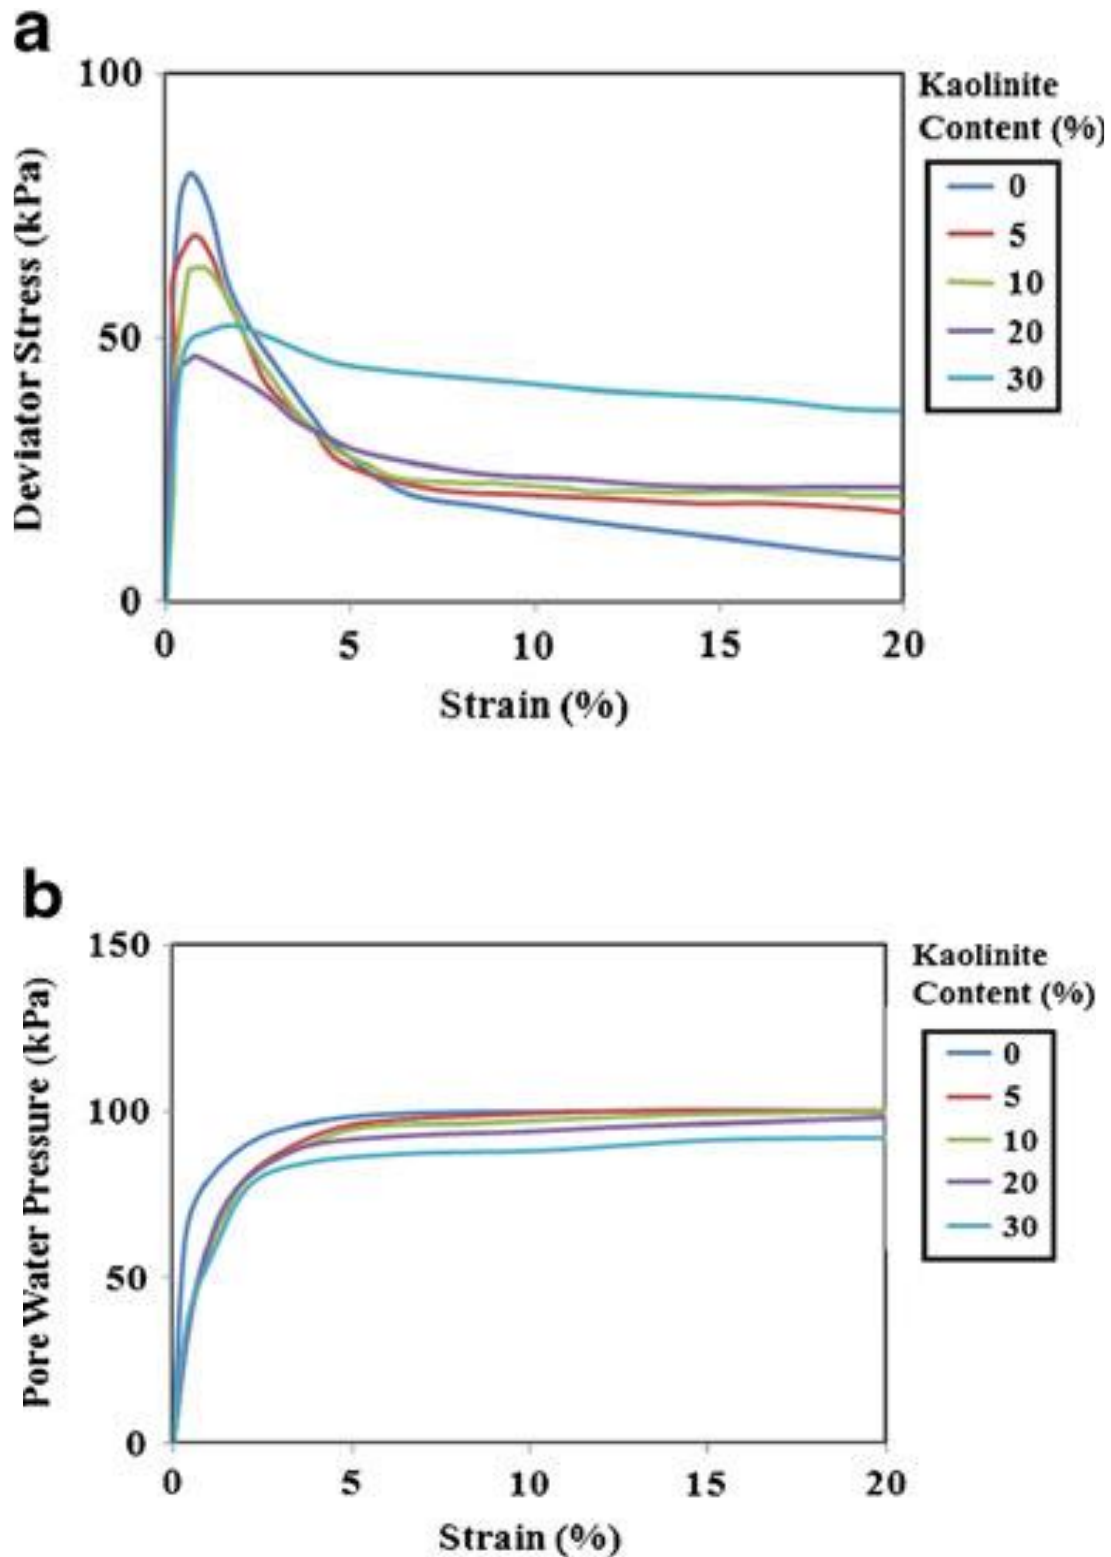 a
100
50
0
0 5 10 15 20
Deviator Stress (kPa)
Strain (%)
Kaolinite
Content (%)
0
5
10
20
30
b
150
100
50
0
0 5 10 15 20
Pore Water Pressure (kPa)
Strain (%)
Kaolinite
Content (%)
0
5
10
20
30